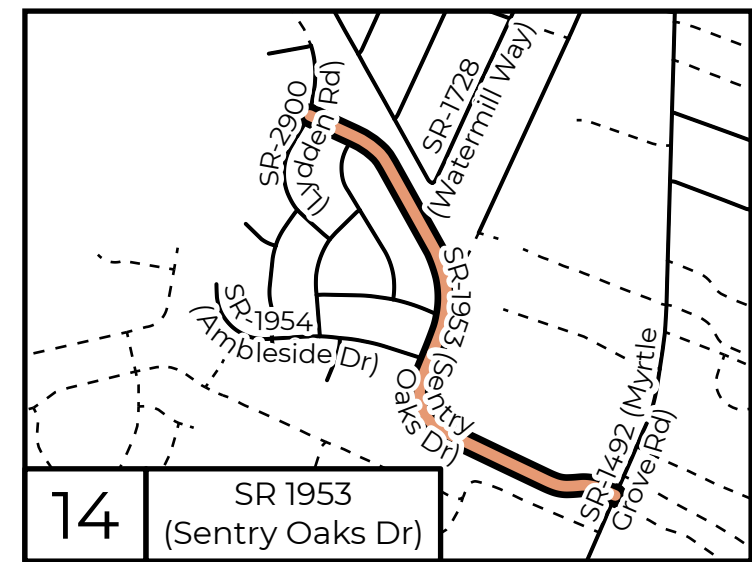 SR-2900
(Lydden Rd)
SR-1728
(Watermill Way)
SR-1953 (Sentry
Oaks Dr)
SR-1954
(Ambleside Dr)
SR-1492 (Myrtle
Grove Rd)
14
SR 1953
(Sentry Oaks Dr)